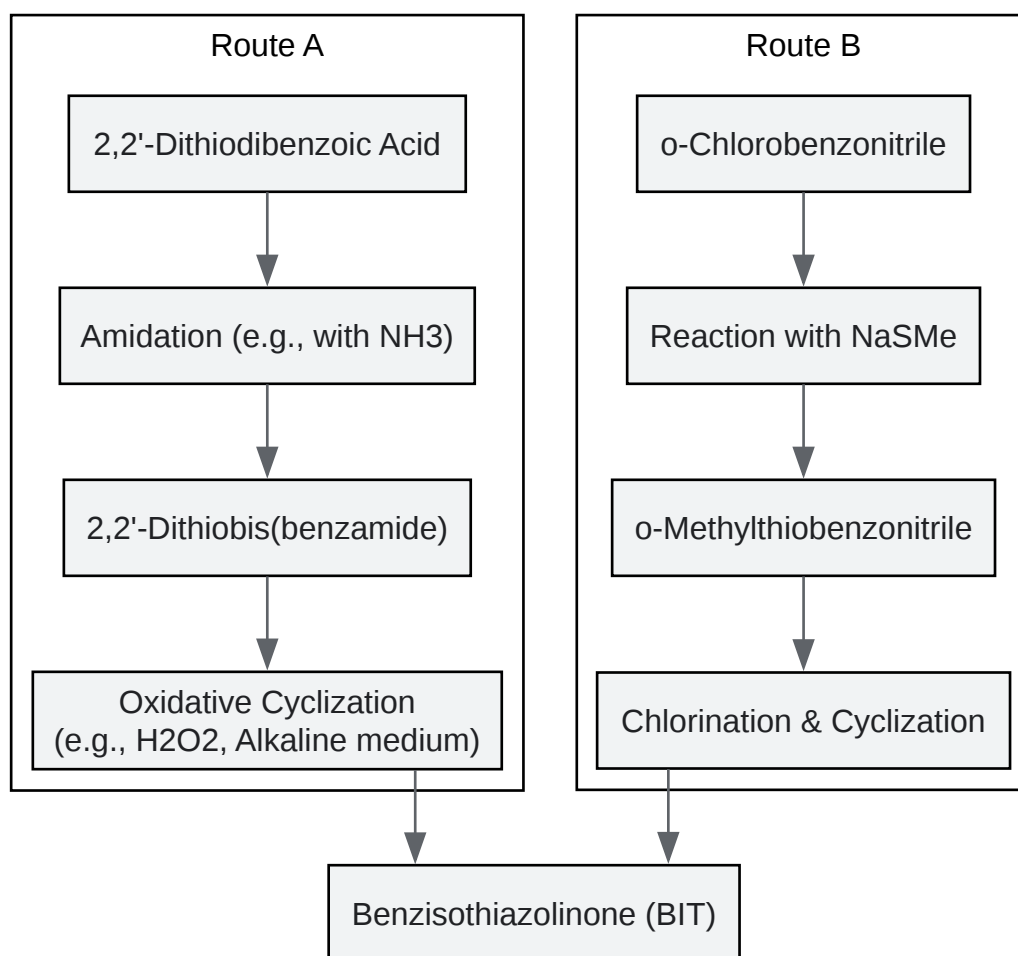 Route A
2,2'-Dithiodibenzoic Acid
Amidation (e.g., with NH3)
2,2'-Dithiobis(benzamide)
Oxidative Cyclization
(e.g., H2O2, Alkaline medium)
Route B
o-Chlorobenzonitrile
Reaction with NaSMe
o-Methylthiobenzonitrile
Chlorination & Cyclization
Benzisothiazolinone (BIT)